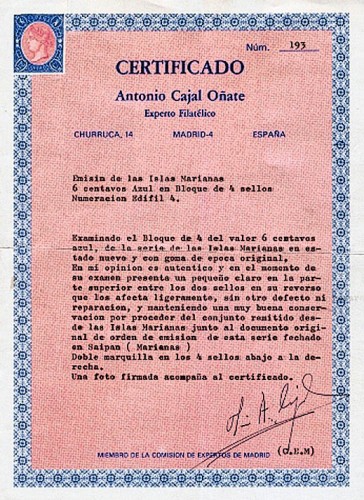 Núm. 193
CERTIFICADO
Antonio Cajal Oñate
Experto Filatélico
CHURRUCA, 14 MADRID-4 ESPAÑA
Emisin de las Islas Marianas
6 centavos Azul en Bloque de 4 sellos
Numeracion Edifil 4.
Examinado el Bloque de 4 del valor 6 centavos
azul, de la serie de las Islas Marianas en es-
tado nuevo y con goma de epoca original.
En mi opinion es autentico y en el momento de
su examen presenta un pequeño claro en la par-
te superior entre los dos sellos en su reverso
que los afecta ligeramente, sin otro defecto ni
reparacion, y manteniendo una muy buena conser-
vacion por proceder del conjunto remitido des-
de las Islas Marianas junto al documento origi-
nal de orden de emision de esta serie fechado
en Saipan ( Marianas )
Doble marquilla en los 4 sellos abajo a la de-
recha.
Una foto firmada acompaña al certificado.
(C.E.M)
MIEMBRO DE LA COMISION DE EXPERTOS DE MADRID